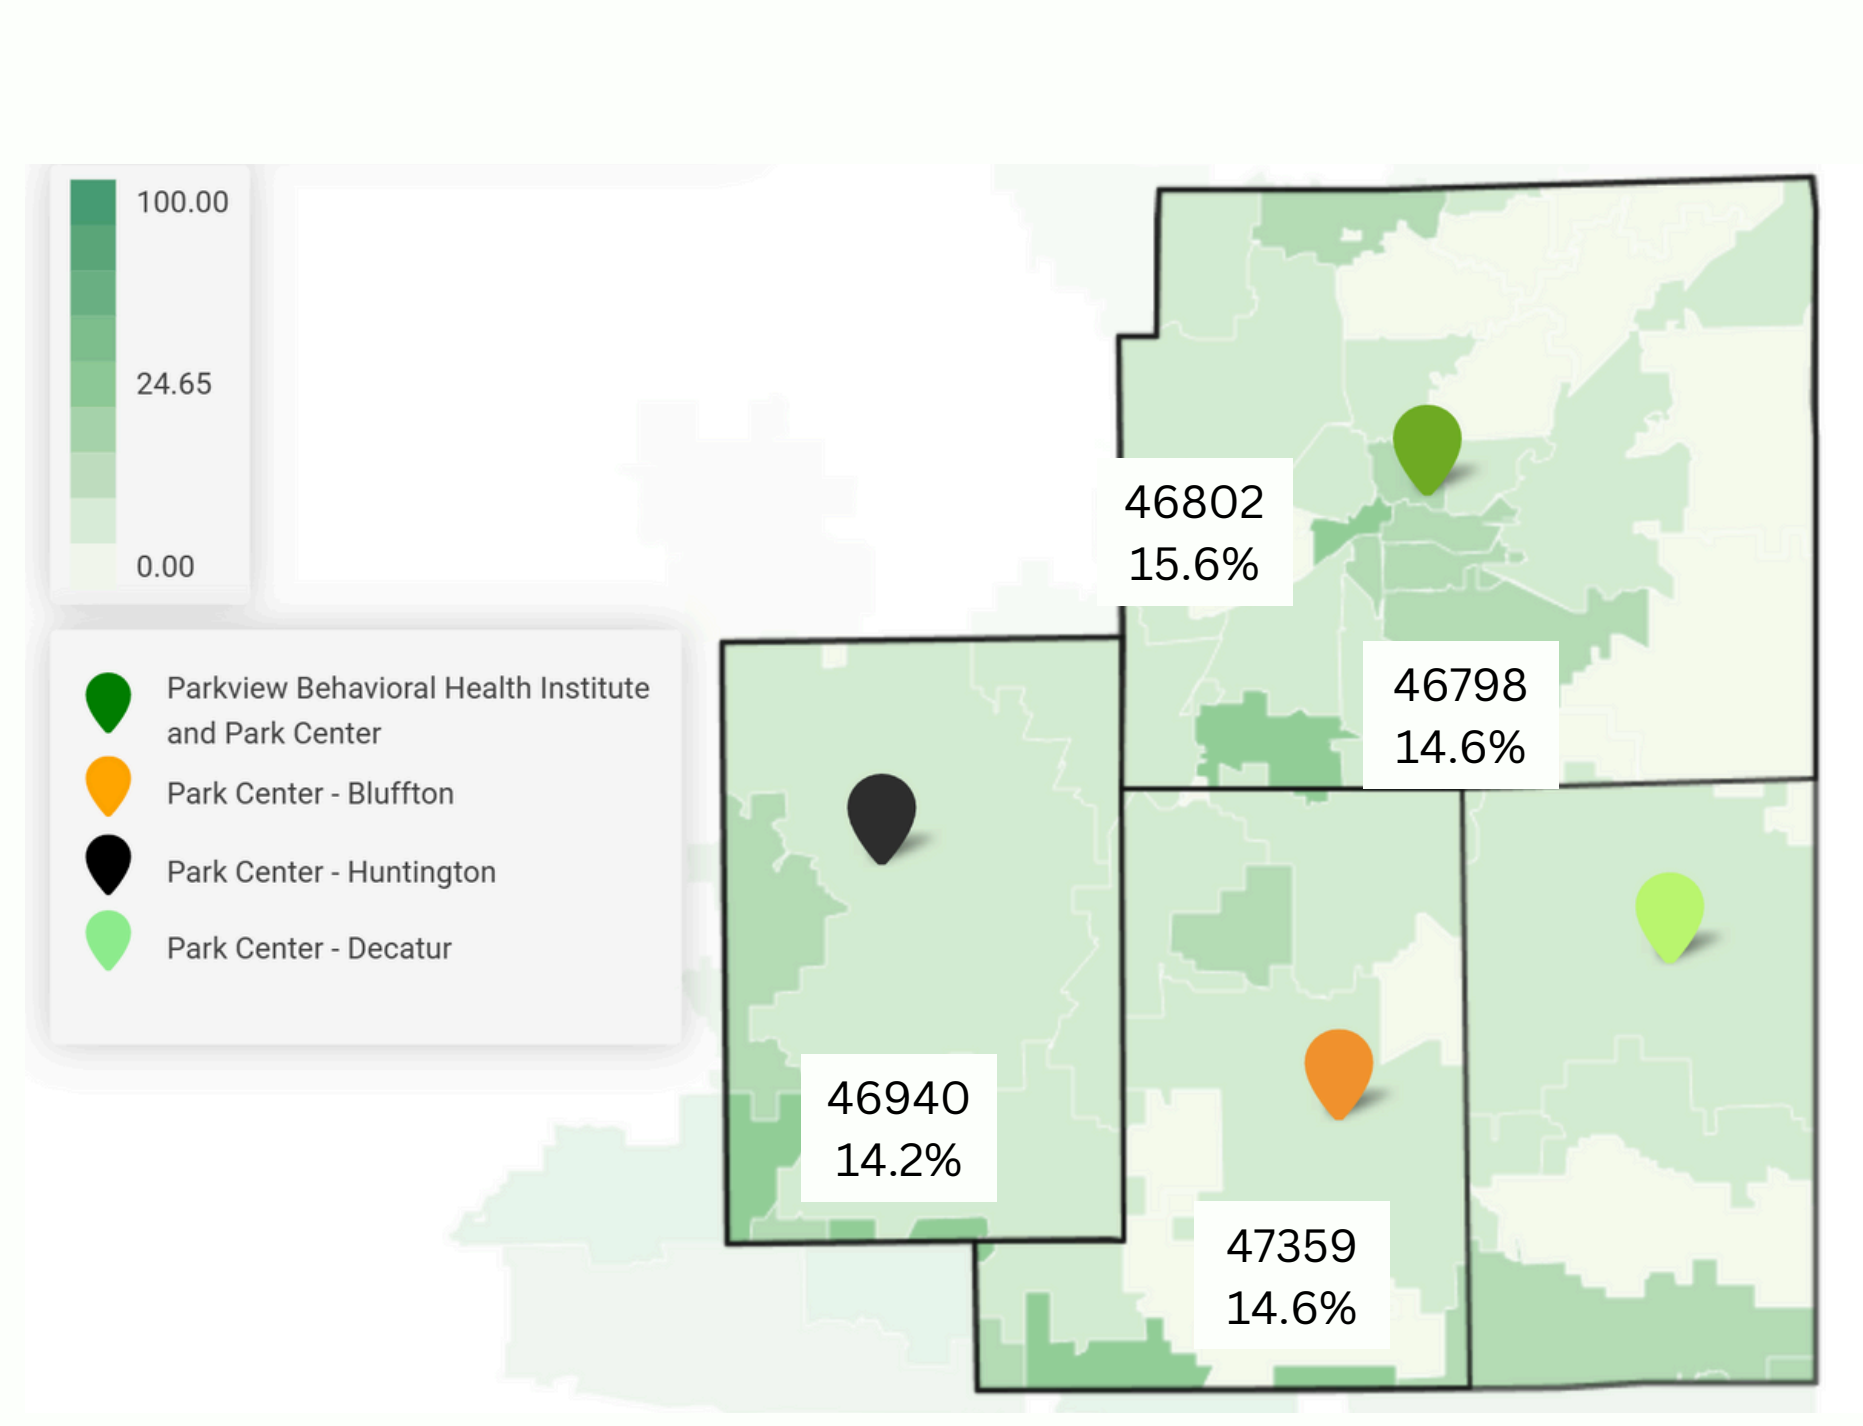 100.00
24.65
0.00
Parkview Behavioral Health Institute
and Park Center
Park Center - Bluffton
Park Center - Huntington
Park Center - Decatur
46802
15.6%
46798
14.6%
46940
14.2%
47359
14.6%